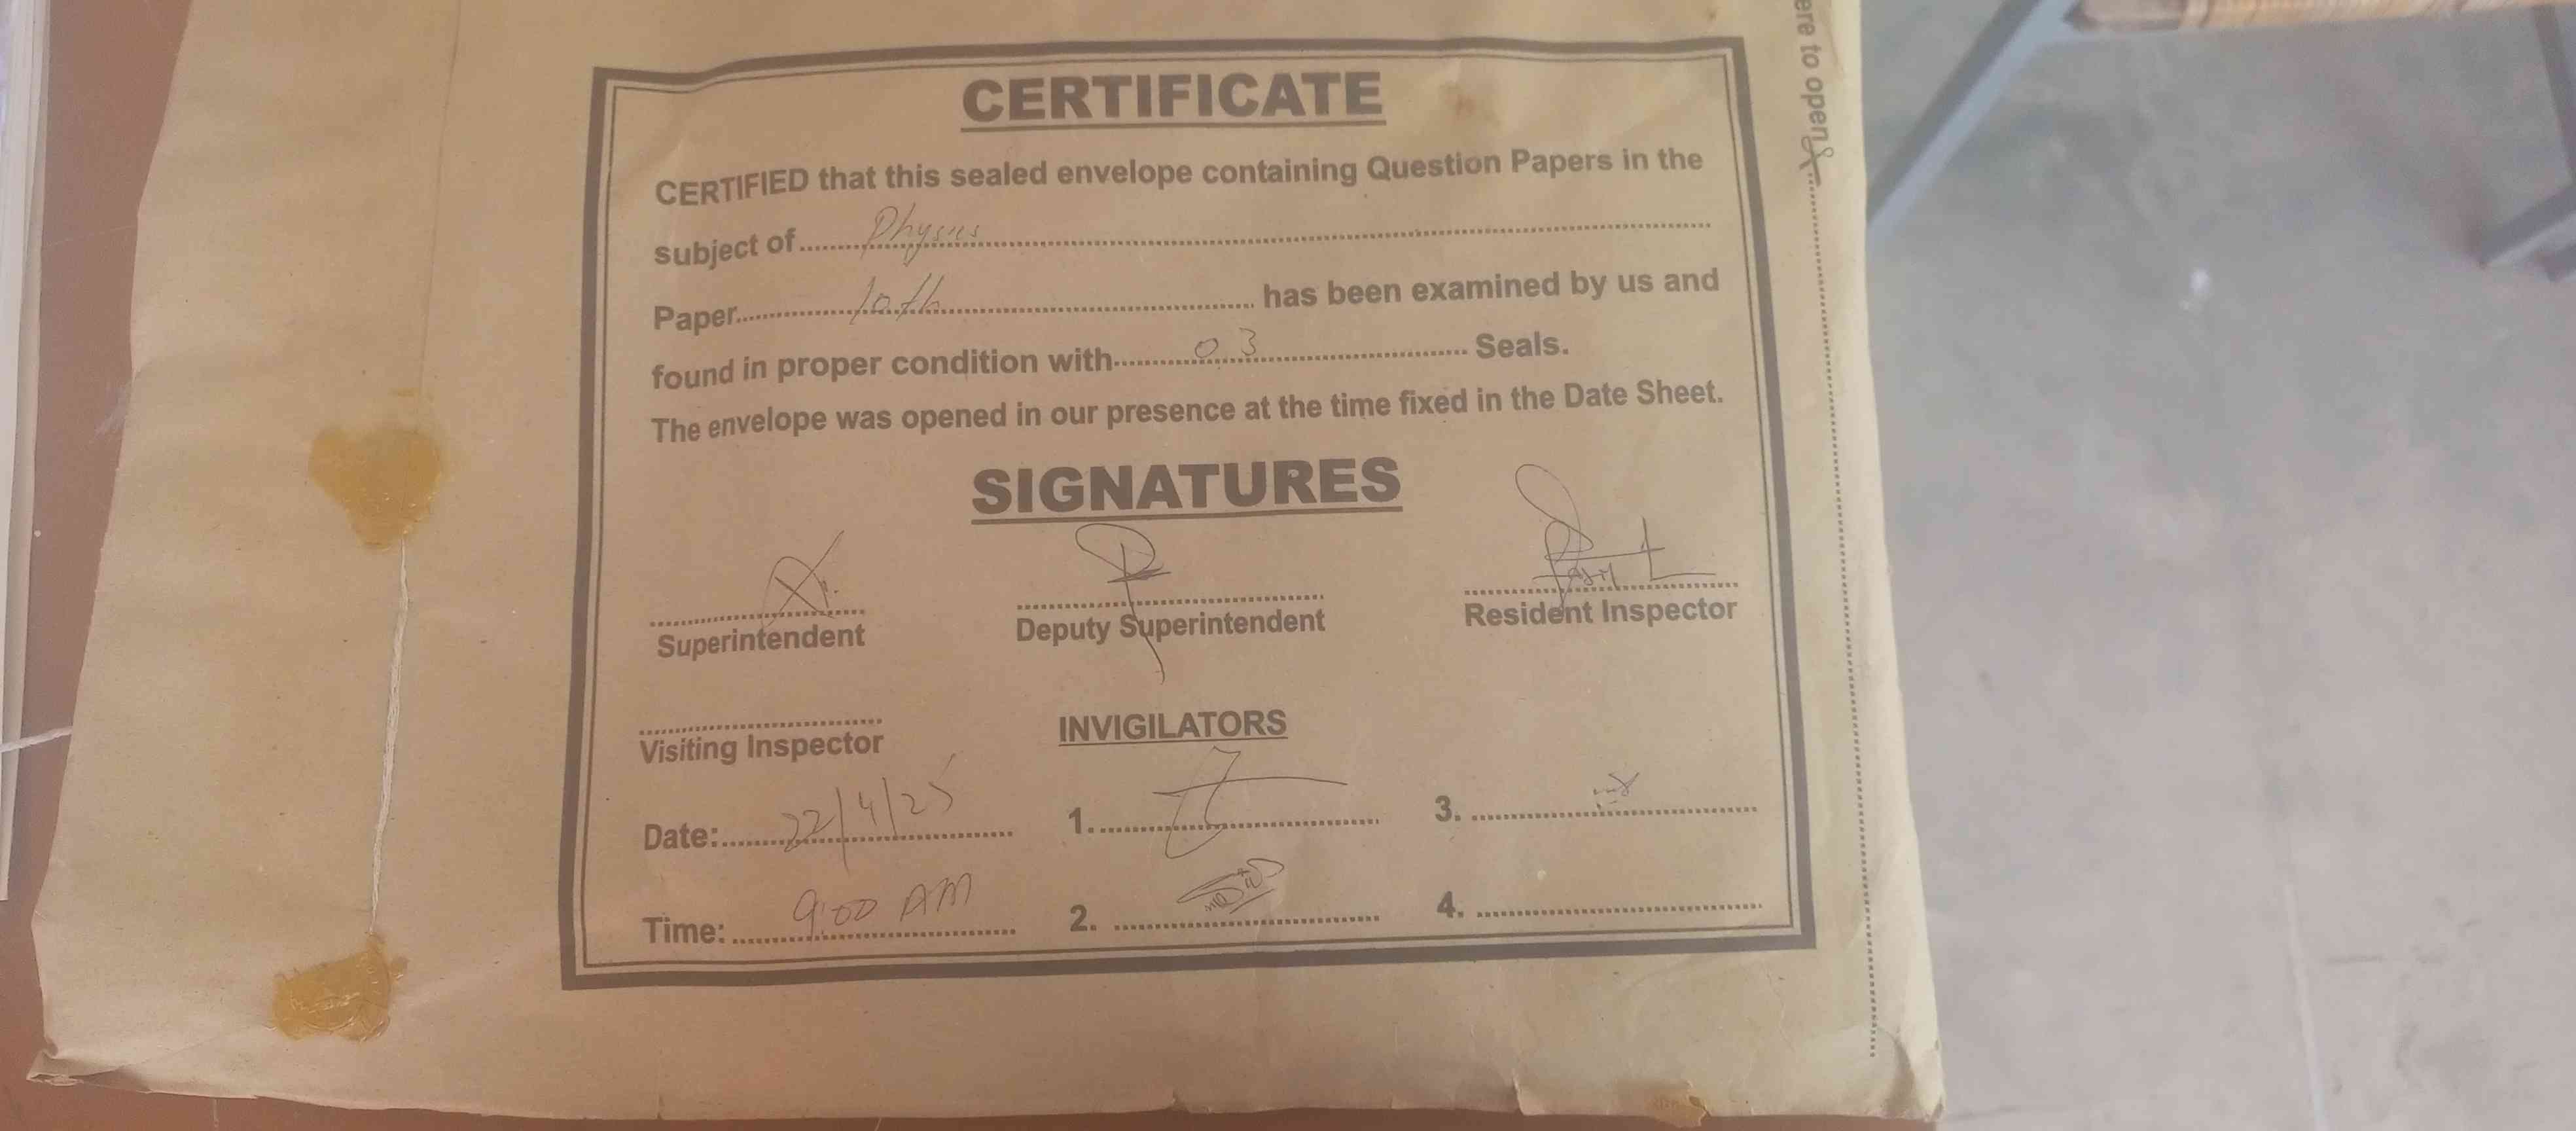 CERTIFICATE
CERTIFIED that this sealed envelope containing Question Papers in the
subject of Physics
Paper 10th has been examined by us and
found in proper condition with 03 Seals.
The envelope was opened in our presence at the time fixed in the Date Sheet.
SIGNATURES
Superintendent Deputy Superintendent Resident Inspector
Visiting Inspector INVIGILATORS
Date: 22/4/25 1. 3.
Time: 9:00 AM 2. 4.
ere to open